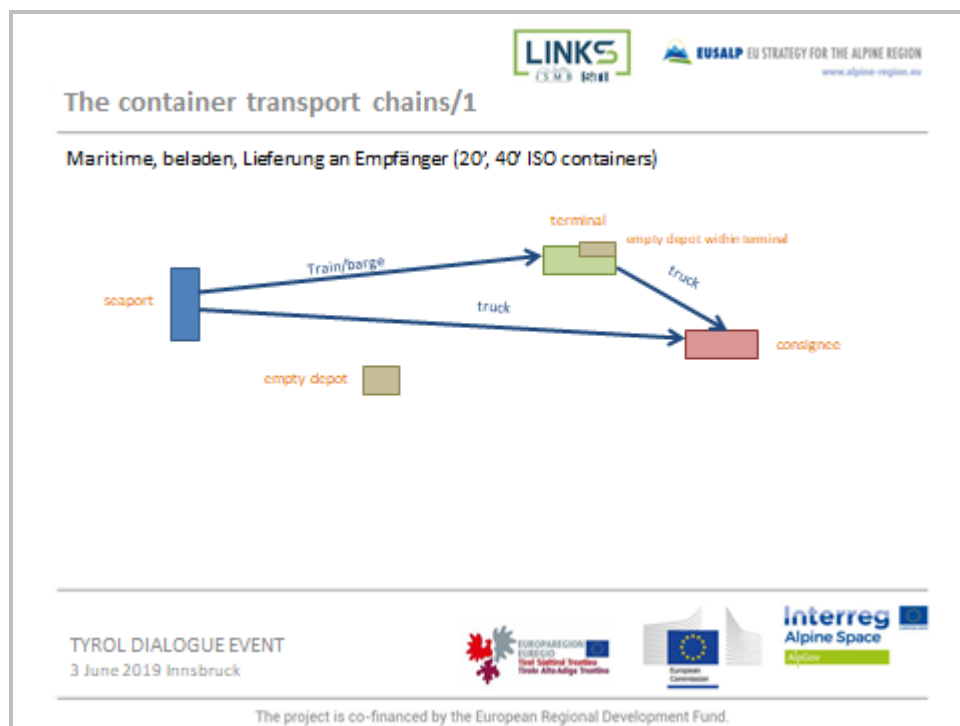 LINKS
EUSALP EU STRATEGY FOR THE ALPINE REGION
www.alpine-region.eu
The container transport chains/1
Maritime, beladen, Lieferung an Empfänger (20’, 40’ ISO containers)
terminal
empty depot within terminal
Train/barge
truck
seaport
truck
consignee
empty depot
TYROL DIALOGUE EVENT
3 June 2019 Innsbruck
EUROPAREGION
EUREGIO
Tirol Südtirol Trentino
Tirolo Alto Adige Trentino
European
Commission
Interreg
Alpine Space
AlpGov
The project is co-financed by the European Regional Development Fund.